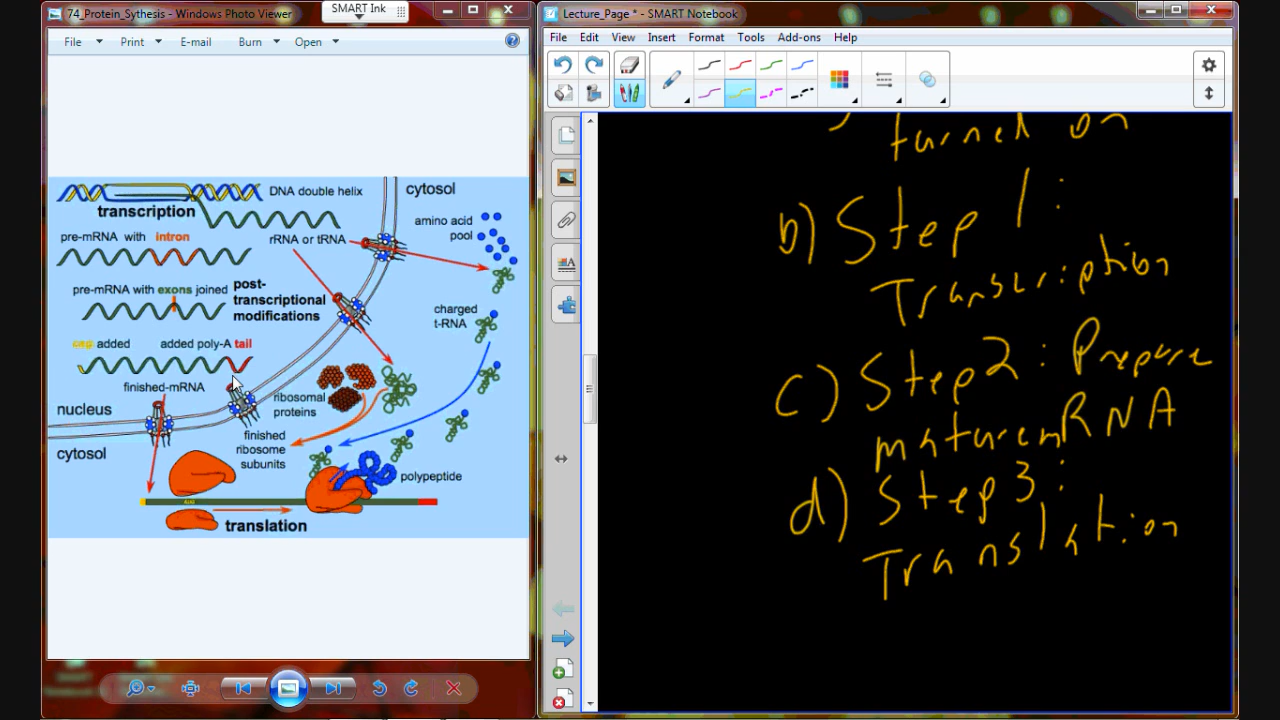 74_Protein_Sythesis - Windows Photo Viewer
SMART Ink
File Print E-mail Burn Open
DNA double helix
cytosol
transcription
amino acid
pool
pre-mRNA with intron
rRNA or tRNA
pre-mRNA with exons joined
post-
transcriptional
modifications
charged
t-RNA
cap added
added poly-A tail
finished-mRNA
nucleus
ribosomal
proteins
cytosol
finished
ribosome
subunits
polypeptide
AUG
translation
Lecture_Page * - SMART Notebook
File Edit View Insert Format Tools Add-ons Help
turned on
b) Step 1:
Transcription
c) Step 2: Prepare
mature mRNA
d) Step 3:
Translation